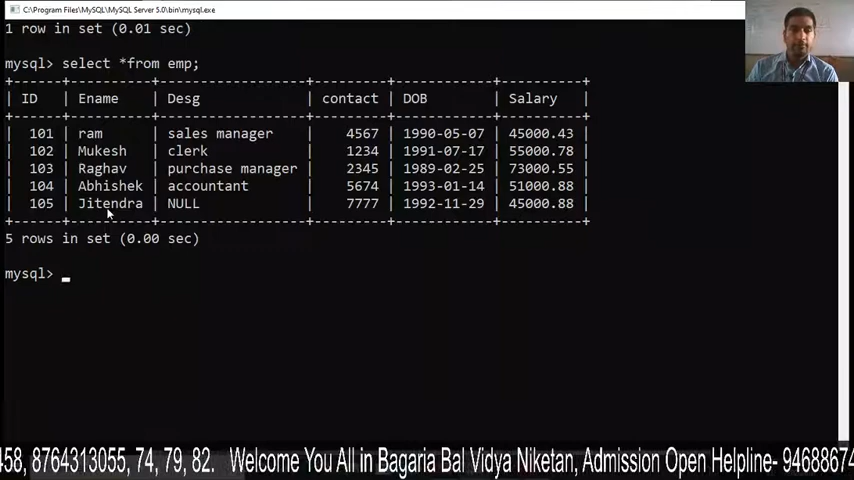 C:\Program Files\MySQL\MySQL Server 5.0\bin\mysql.exe
1 row in set (0.01 sec)
mysql> select *from emp;
+------+----------+------------------+---------+------------+----------+
| ID | Ename | Desg | contact | DOB | Salary |
+------+----------+------------------+---------+------------+----------+
| 101 | ram | sales manager | 4567 | 1990-05-07 | 45000.43 |
| 102 | Mukesh | clerk | 1234 | 1991-07-17 | 55000.78 |
| 103 | Raghav | purchase manager | 2345 | 1989-02-25 | 73000.55 |
| 104 | Abhishek | accountant | 5674 | 1993-01-14 | 51000.88 |
| 105 | Jitendra | NULL | 7777 | 1992-11-29 | 45000.88 |
+------+----------+------------------+---------+------------+----------+
5 rows in set (0.00 sec)
mysql> _
458, 8764313055, 74, 79, 82. Welcome You All in Bagaria Bal Vidya Niketan, Admission Open Helpline- 94688674